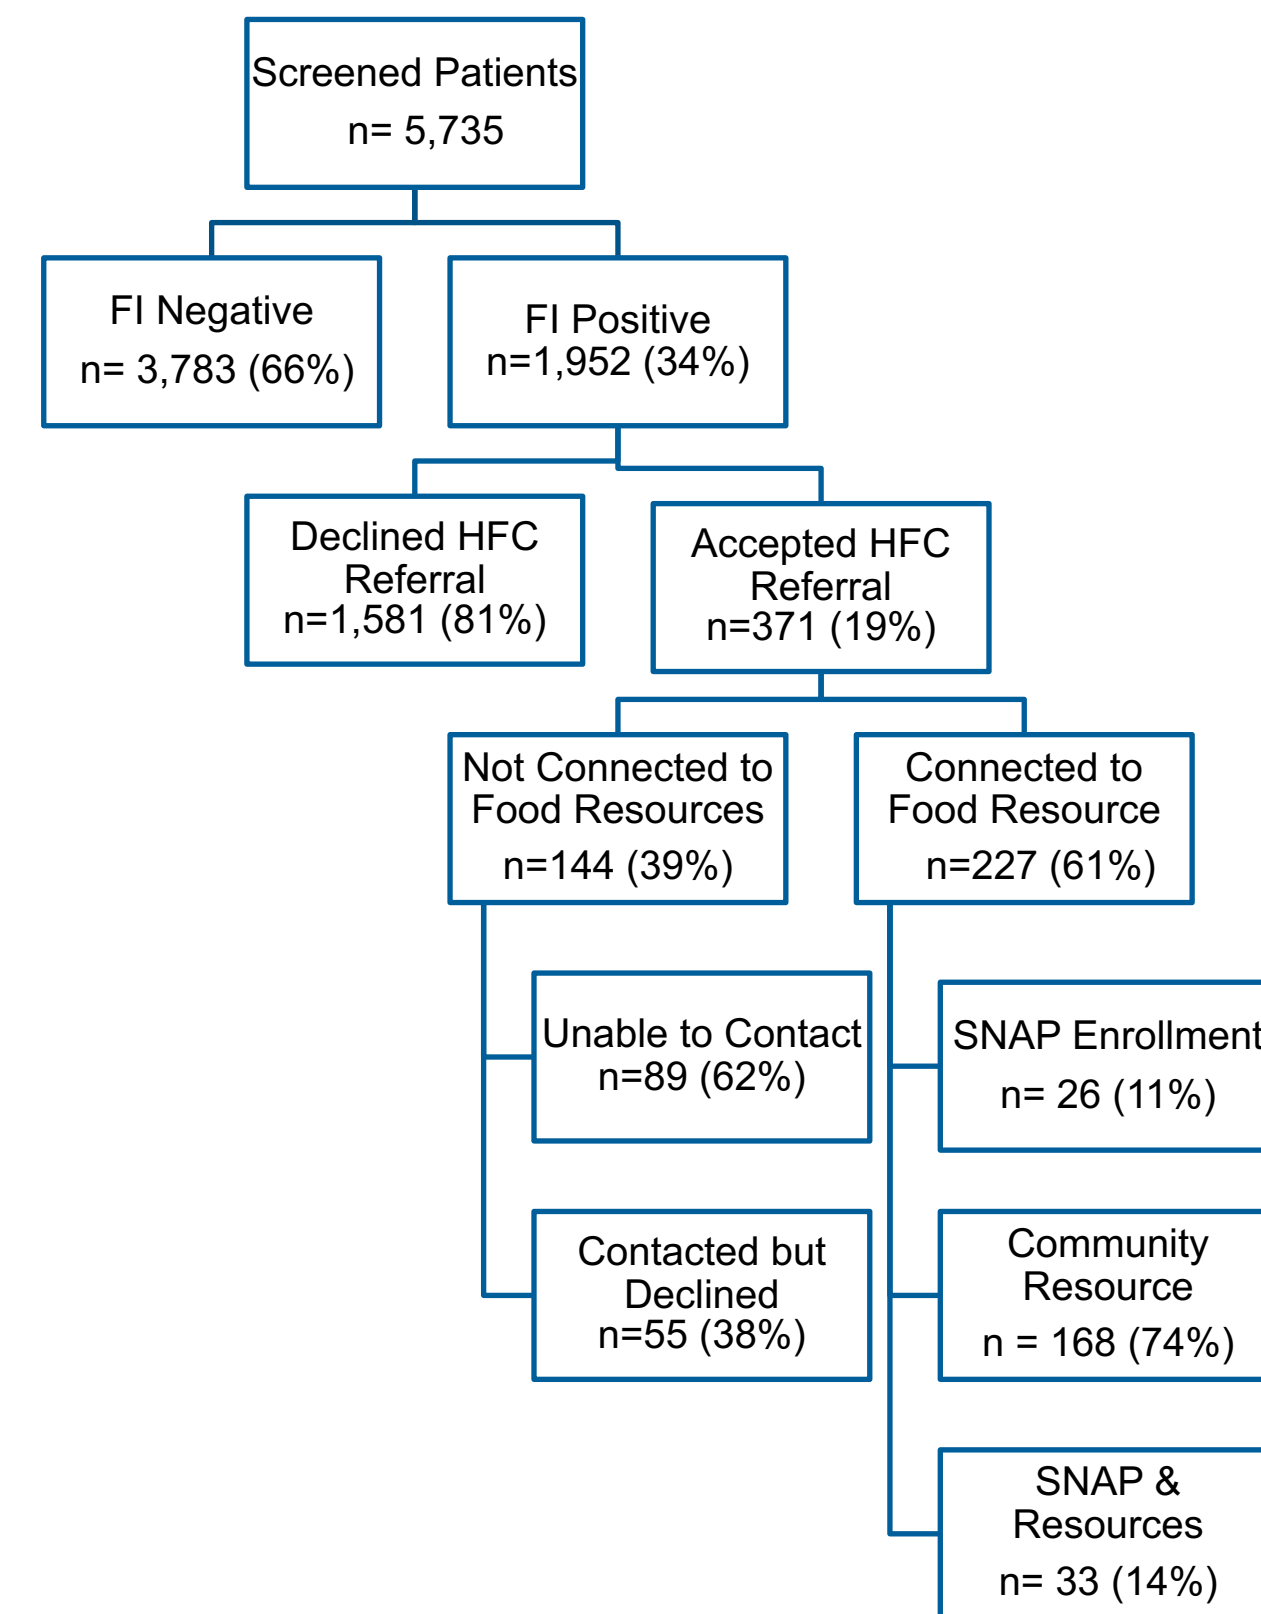 Screened Patients
n= 5,735
FI Negative
n= 3,783 (66%)
FI Positive
n=1,952 (34%)
Declined HFC
Referral
n=1,581 (81%)
Accepted HFC
Referral
n=371 (19%)
Not Connected to
Food Resources
n=144 (39%)
Connected to
Food Resource
n=227 (61%)
Unable to Contact
n=89 (62%)
SNAP Enrollment
n= 26 (11%)
Contacted but
Declined
n=55 (38%)
Community
Resource
n = 168 (74%)
SNAP &
Resources
n= 33 (14%)